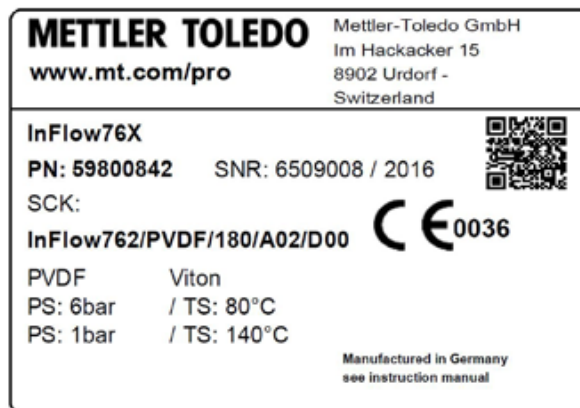 METTLER TOLEDO
www.mt.com/pro
Mettler-Toledo GmbH
Im Hackacker 15
8902 Urdorf -
Switzerland
InFlow76X
PN: 59800842 SNR: 6509008 / 2016
SCK:
InFlow762/PVDF/180/A02/D00
CE 0036
PVDF Viton
PS: 6bar / TS: 80°C
PS: 1bar / TS: 140°C
Manufactured in Germany
see instruction manual